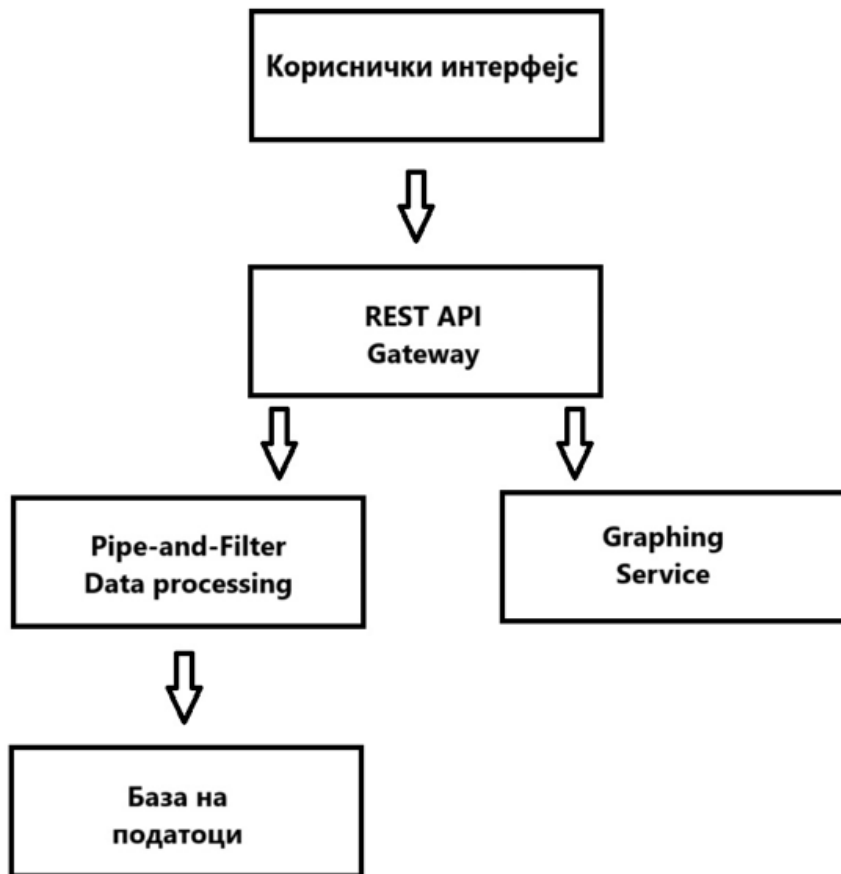 Кориснички интерфејс
REST API
Gateway
Pipe-and-Filter
Data processing
Graphing
Service
База на
податоци